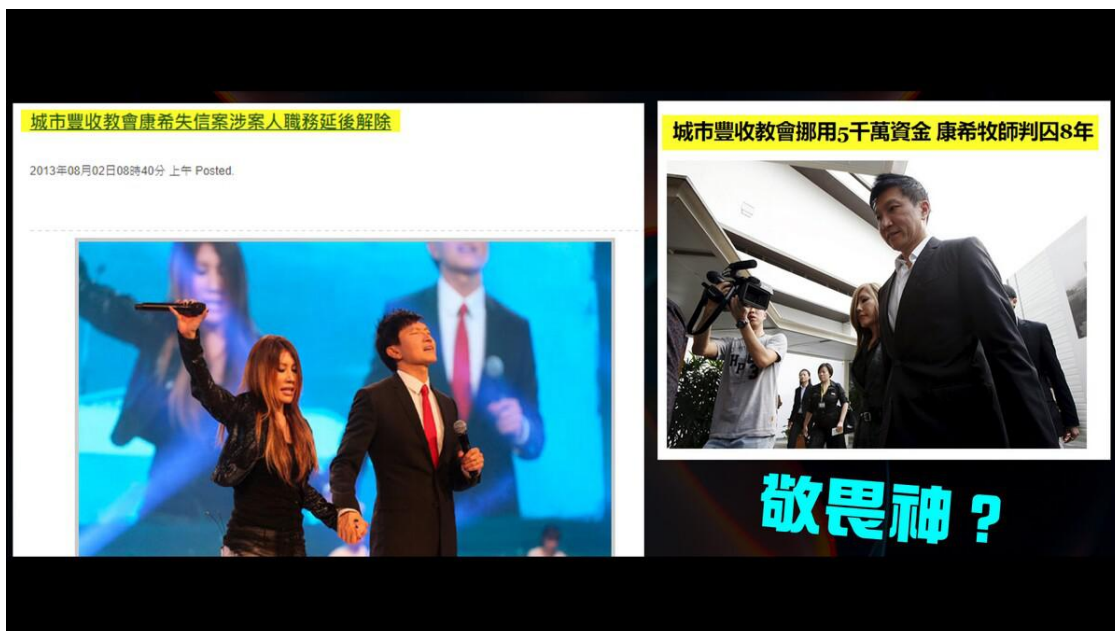 城市豐收教會康希失信案涉案人職務延後解除
2013年08月02日08時40分 上午 Posted.
城市豐收教會挪用5千萬資金 康希牧師判囚8年
敬畏神？